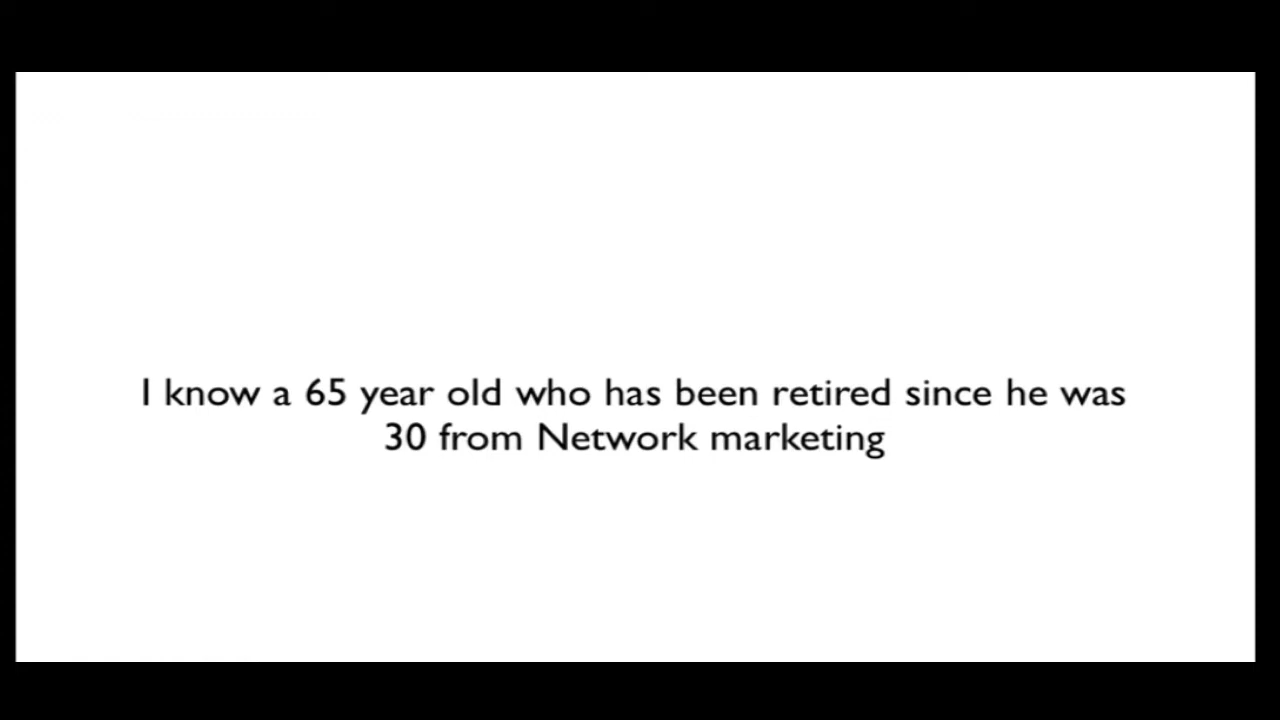 I know a 65 year old who has been retired since he was
30 from Network marketing